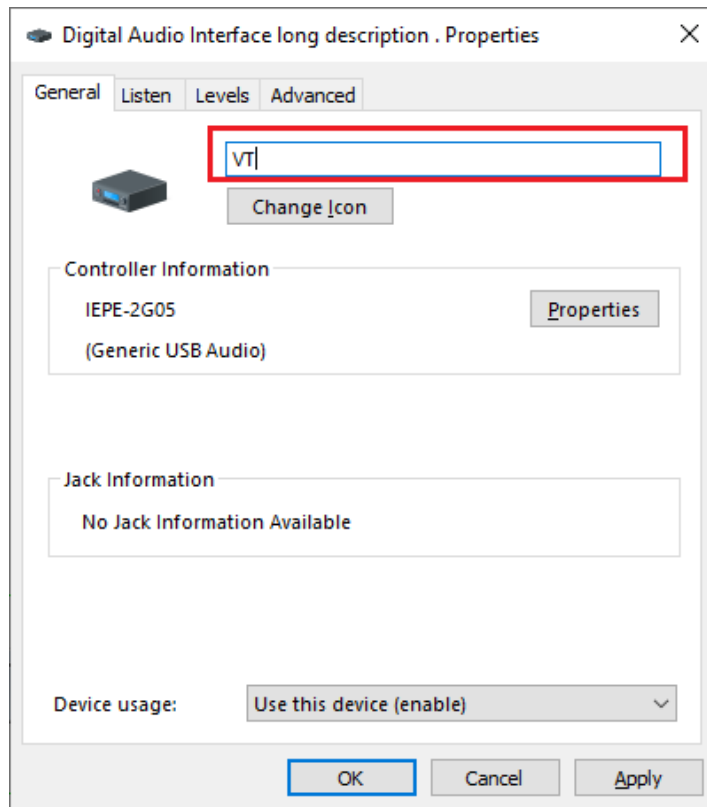 Digital Audio Interface long description . Properties
General Listen Levels Advanced
VT
Change Icon
Controller Information
IEPE-2G05
Properties
(Generic USB Audio)
Jack Information
No Jack Information Available
Device usage:
Use this device (enable)
OK Cancel Apply